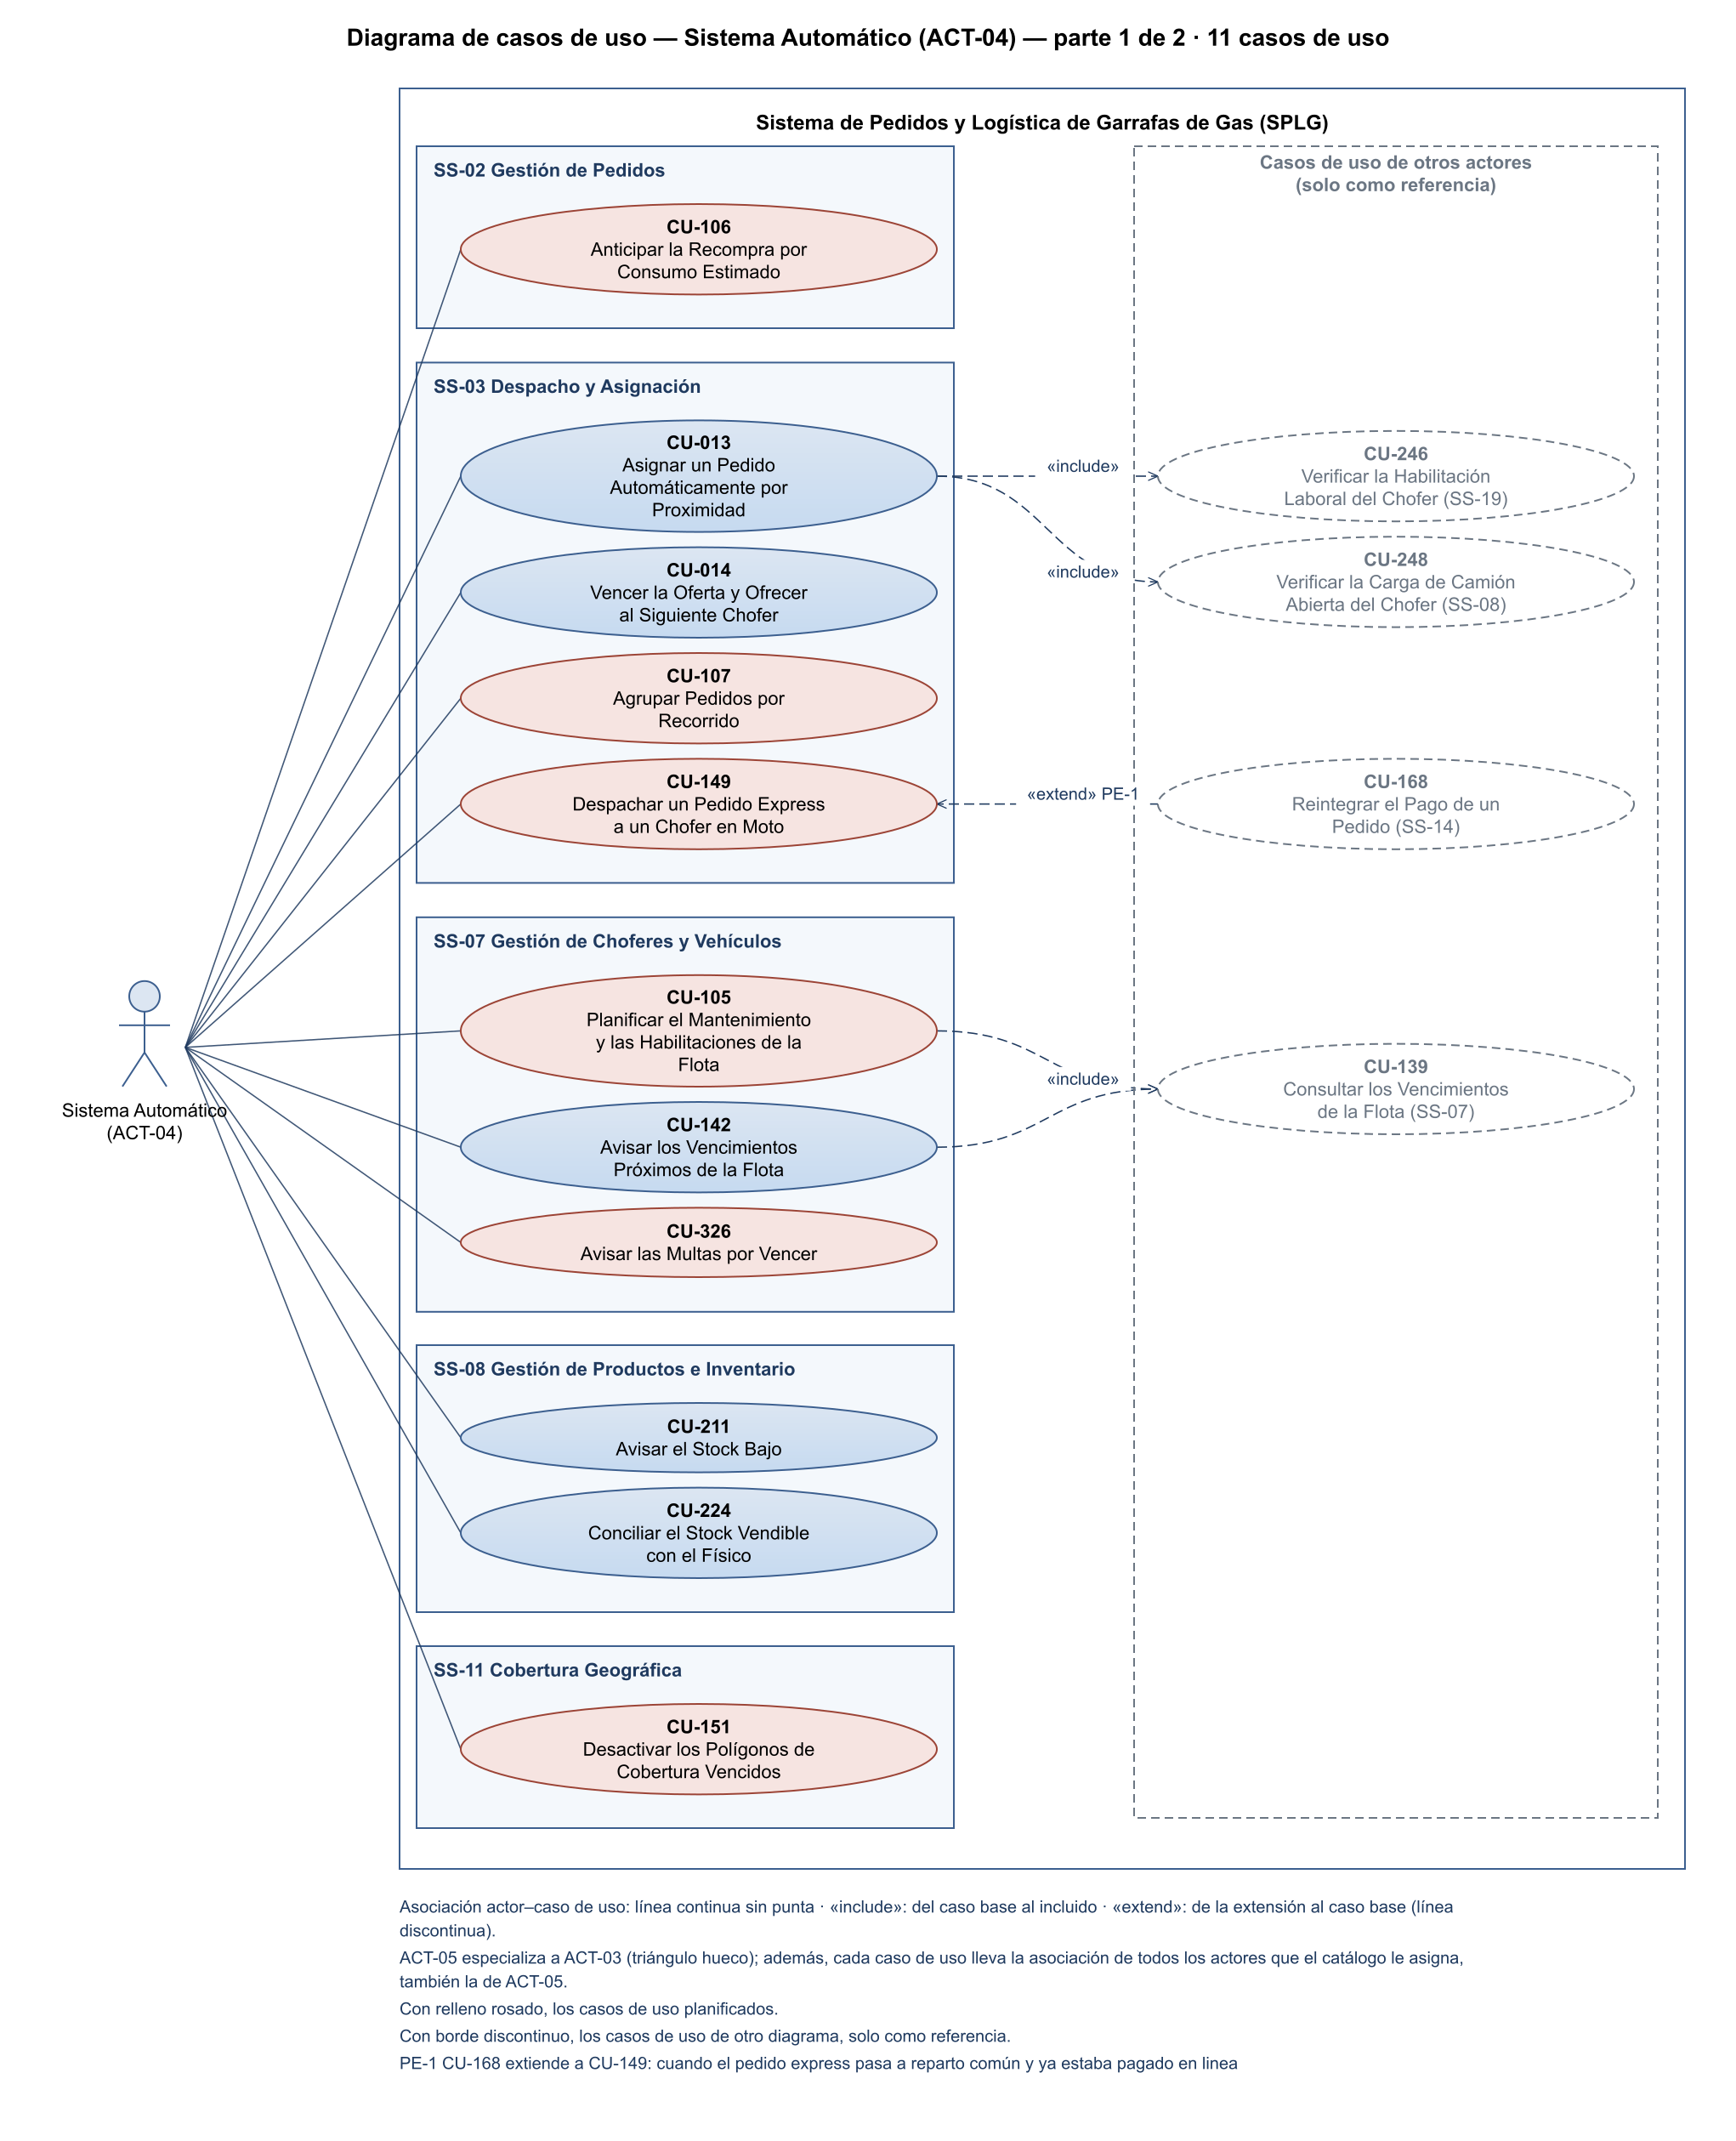 Diagrama de casos de uso — Sistema Automático (ACT-04) — parte 1 de 2 · 11 casos de uso
Sistema de Pedidos y Logística de Garrafas de Gas (SPLG)
SS-02 Gestión de Pedidos
CU-106
Anticipar la Recompra por
Consumo Estimado
SS-03 Despacho y Asignación
CU-013
Asignar un Pedido
Automáticamente por
Proximidad
CU-014
Vencer la Oferta y Ofrecer
al Siguiente Chofer
CU-107
Agrupar Pedidos por
Recorrido
CU-149
Despachar un Pedido Express
a un Chofer en Moto
SS-07 Gestión de Choferes y Vehículos
CU-105
Planificar el Mantenimiento
y las Habilitaciones de la
Flota
CU-142
Avisar los Vencimientos
Próximos de la Flota
CU-326
Avisar las Multas por Vencer
SS-08 Gestión de Productos e Inventario
CU-211
Avisar el Stock Bajo
CU-224
Conciliar el Stock Vendible
con el Físico
SS-11 Cobertura Geográfica
CU-151
Desactivar los Polígonos de
Cobertura Vencidos
Sistema Automático
(ACT-04)
«include»
«include»
«extend» PE-1
«include»
Casos de uso de otros actores
(solo como referencia)
CU-246
Verificar la Habilitación
Laboral del Chofer (SS-19)
CU-248
Verificar la Carga de Camión
Abierta del Chofer (SS-08)
CU-168
Reintegrar el Pago de un
Pedido (SS-14)
CU-139
Consultar los Vencimientos
de la Flota (SS-07)
Asociación actor–caso de uso: línea continua sin punta · «include»: del caso base al incluido · «extend»: de la extensión al caso base (línea
discontinua).
ACT-05 especializa a ACT-03 (triángulo hueco); además, cada caso de uso lleva la asociación de todos los actores que el catálogo le asigna,
también la de ACT-05.
Con relleno rosado, los casos de uso planificados.
Con borde discontinuo, los casos de uso de otro diagrama, solo como referencia.
PE-1 CU-168 extiende a CU-149: cuando el pedido express pasa a reparto común y ya estaba pagado en linea